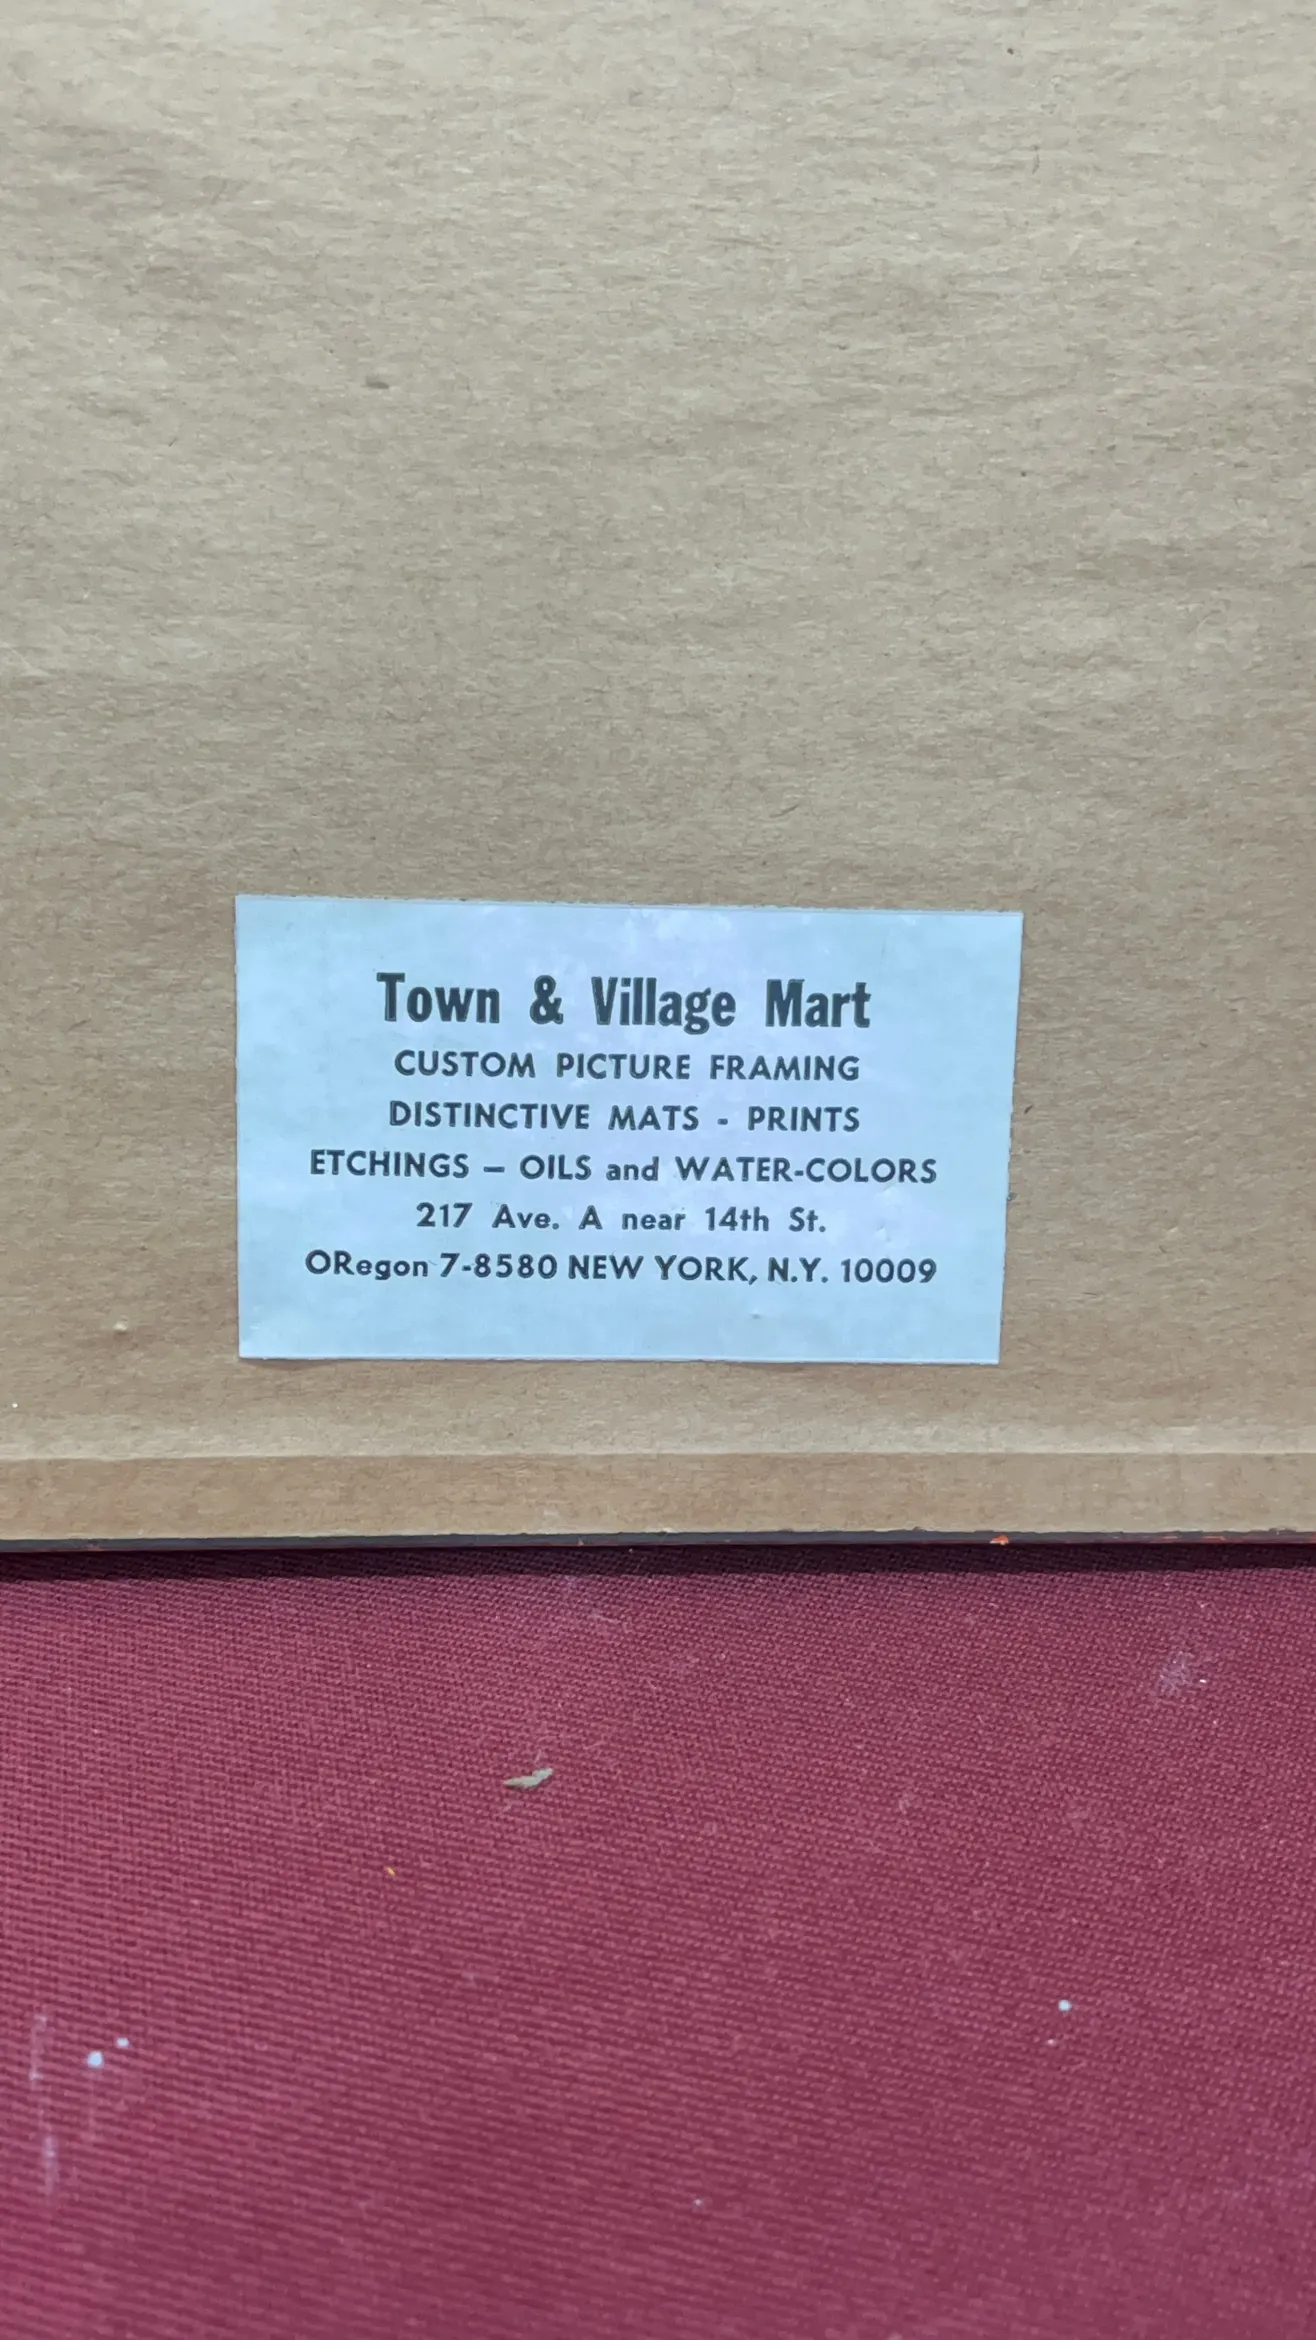 Town & Village Mart
CUSTOM PICTURE FRAMING
DISTINCTIVE MATS - PRINTS
ETCHINGS – OILS and WATER-COLORS
217 Ave. A near 14th St.
ORegon 7-8580 NEW YORK, N.Y. 10009